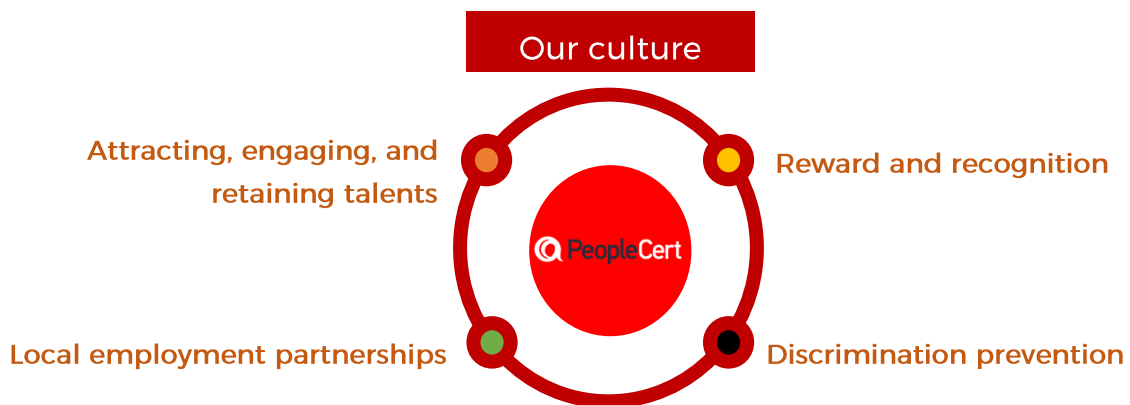 Our culture
Attracting, engaging, and
retaining talents
Reward and recognition
PeopleCert
Local employment partnerships
Discrimination prevention